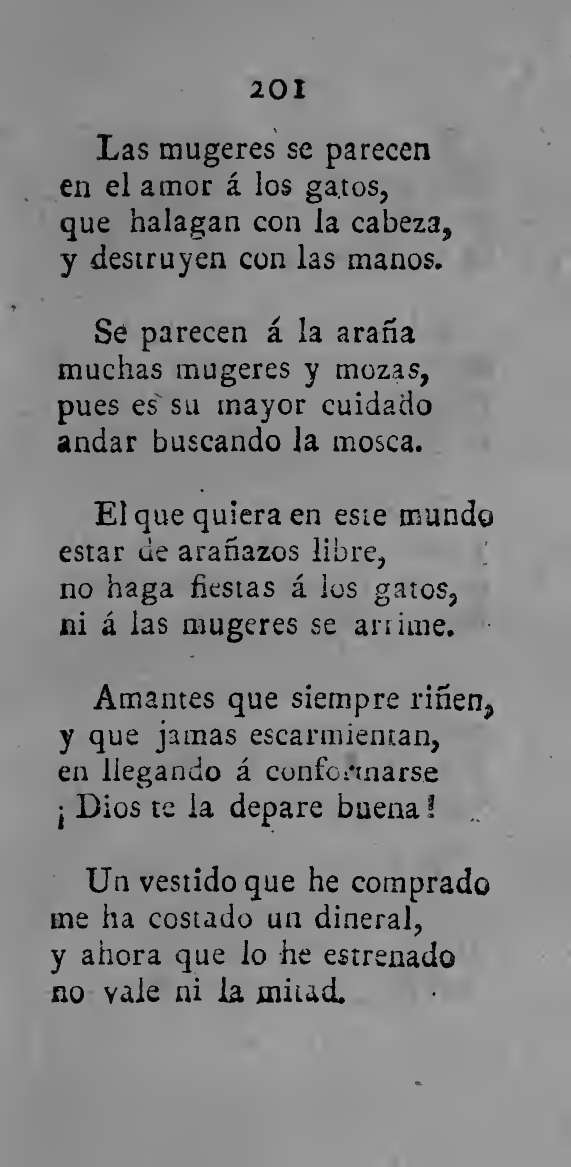 201
Las mugeres se parecen
en el amor á los gatos,
que halagan con la cabeza,
y destruyen con las manos.
Se parecen á la araña
muchas mugeres y mozas,
pues es su mayor cuidado
andar buscando la mosca.
El que quiera en este mundo
estar de arañazos libre,
no haga fiestas á los gatos,
ni á las mugeres se arrime.
Amantes que siempre riñen,
y que jamas escarmientan,
en llegando á conformarse
¡ Dios te la depare buena!
Un vestido que he comprado
me ha costado un dineral,
y ahora que lo he estrenado
no vale ni la mitad.